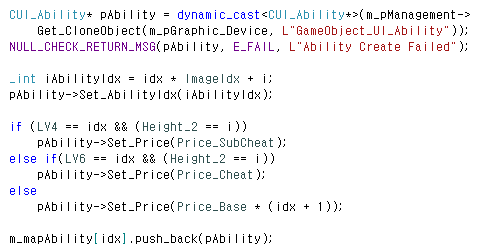 CUI_Ability* pAbility = dynamic_cast<CUI_Ability*>(m_pManagement->
Get_CloneObject(m_pGraphic_Device, L"GameObject_UI_Ability"));
NULL_CHECK_RETURN_MSG(pAbility, E_FAIL, L"Ability Create Failed");
_int iAbilityIdx = idx * ImageIdx + i;
pAbility->Set_AbilityIdx(iAbilityIdx);
if (LV4 == idx && (Height_2 == i))
pAbility->Set_Price(Price_SubCheat);
else if(LV6 == idx && (Height_2 == i))
pAbility->Set_Price(Price_Cheat);
else
pAbility->Set_Price(Price_Base * (idx + 1));
m_mapAbility[idx].push_back(pAbility);